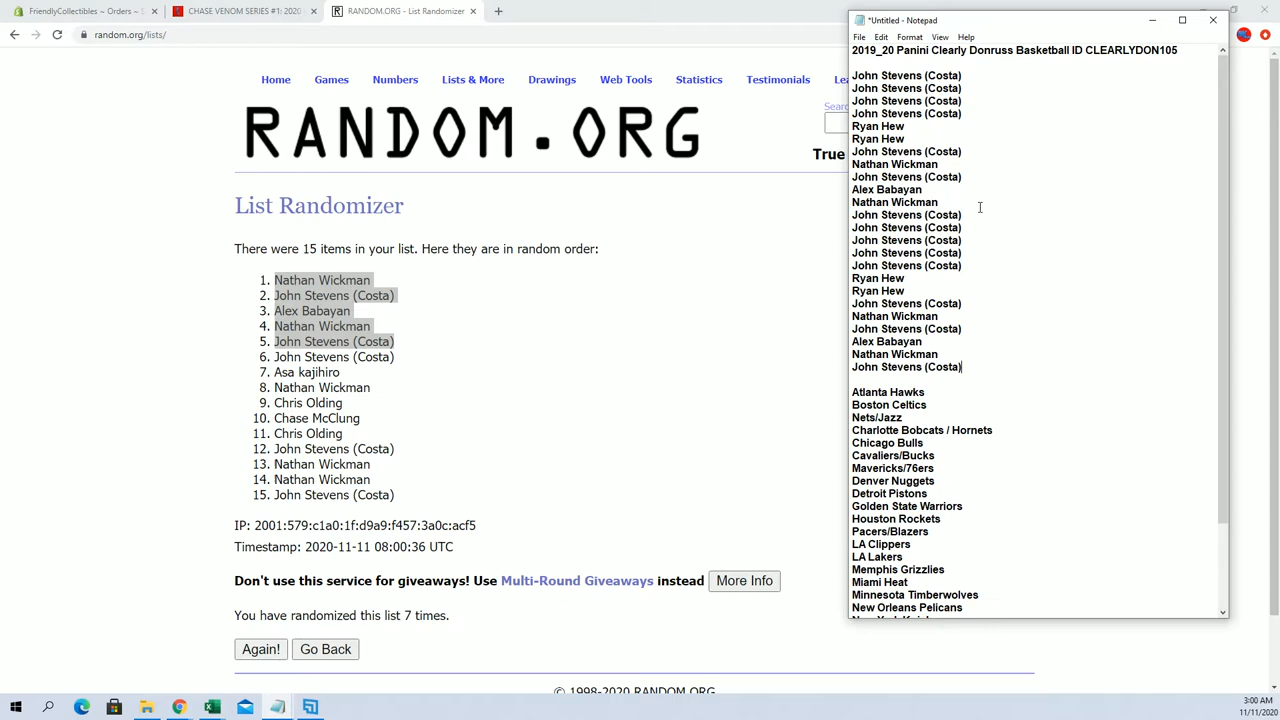 FriendlyCollectibles ~ Orders ~ S
CHASE VENOM SERIES #1: 2020
RANDOM.ORG - List Randomizer
random.org/lists/
Home
Games
Numbers
Lists & More
Drawings
Web Tools
Statistics
Testimonials
RANDOM.ORG
True
List Randomizer
There were 15 items in your list. Here they are in random order:
1. Nathan Wickman
2. John Stevens (Costa)
3. Alex Babayan
4. Nathan Wickman
5. John Stevens (Costa)
6. John Stevens (Costa)
7. Asa kajihiro
8. Nathan Wickman
9. Chris Olding
10. Chase McClung
11. Chris Olding
12. John Stevens (Costa)
13. Nathan Wickman
14. Nathan Wickman
15. John Stevens (Costa)
IP: 2001:579:c1a0:1f:d9a9:f457:3a0c:acf5
Timestamp: 2020-11-11 08:00:36 UTC
Don't use this service for giveaways! Use Multi-Round Giveaways instead
More Info
You have randomized this list 7 times.
Again!
Go Back
© 1998-2020 RANDOM.ORG
*Untitled - Notepad
File Edit Format View Help
2019_20 Panini Clearly Donruss Basketball ID CLEARLYDON105
John Stevens (Costa)
John Stevens (Costa)
John Stevens (Costa)
John Stevens (Costa)
Ryan Hew
Ryan Hew
John Stevens (Costa)
Nathan Wickman
John Stevens (Costa)
Alex Babayan
Nathan Wickman
John Stevens (Costa)
John Stevens (Costa)
John Stevens (Costa)
John Stevens (Costa)
John Stevens (Costa)
Ryan Hew
Ryan Hew
John Stevens (Costa)
Nathan Wickman
John Stevens (Costa)
Alex Babayan
Nathan Wickman
John Stevens (Costa)
Atlanta Hawks
Boston Celtics
Nets/Jazz
Charlotte Bobcats / Hornets
Chicago Bulls
Cavaliers/Bucks
Mavericks/76ers
Denver Nuggets
Detroit Pistons
Golden State Warriors
Houston Rockets
Pacers/Blazers
LA Clippers
LA Lakers
Memphis Grizzlies
Miami Heat
Minnesota Timberwolves
New Orleans Pelicans
3:00 AM
11/11/2020